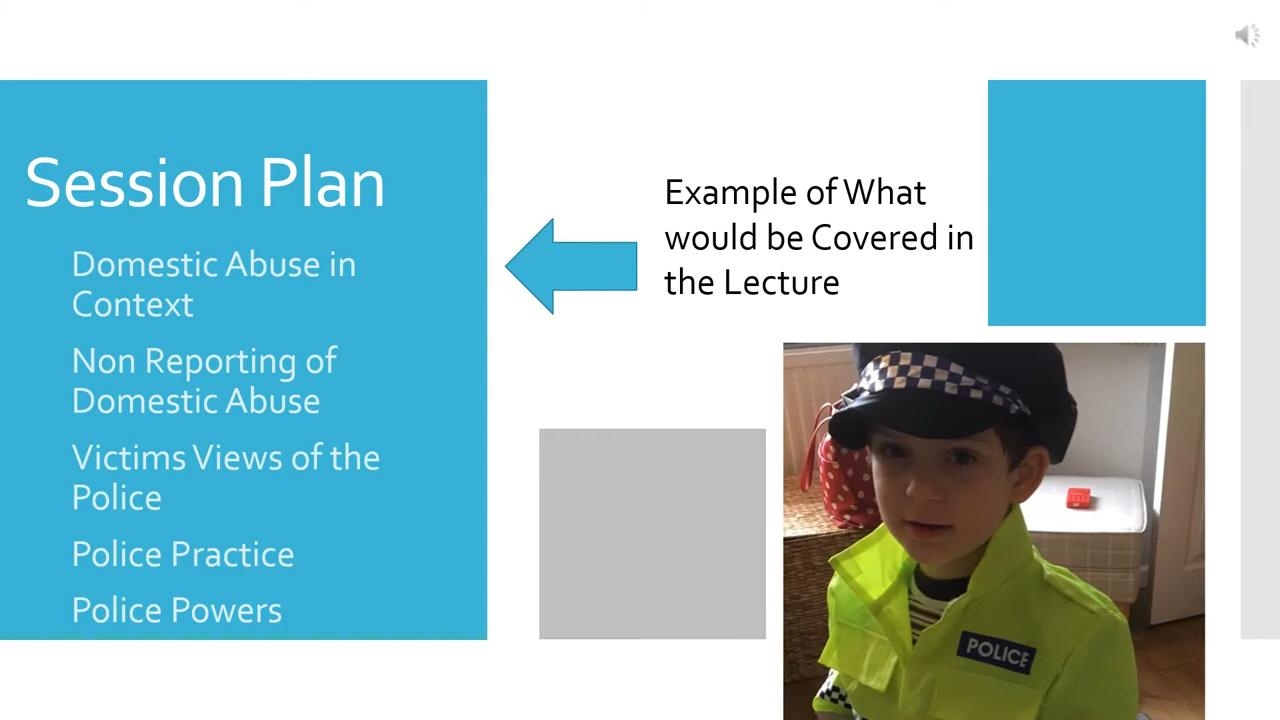 Session Plan
Domestic Abuse in
Context
Non Reporting of
Domestic Abuse
Victims Views of the
Police
Police Practice
Police Powers
Example of What
would be Covered in
the Lecture
POLICE